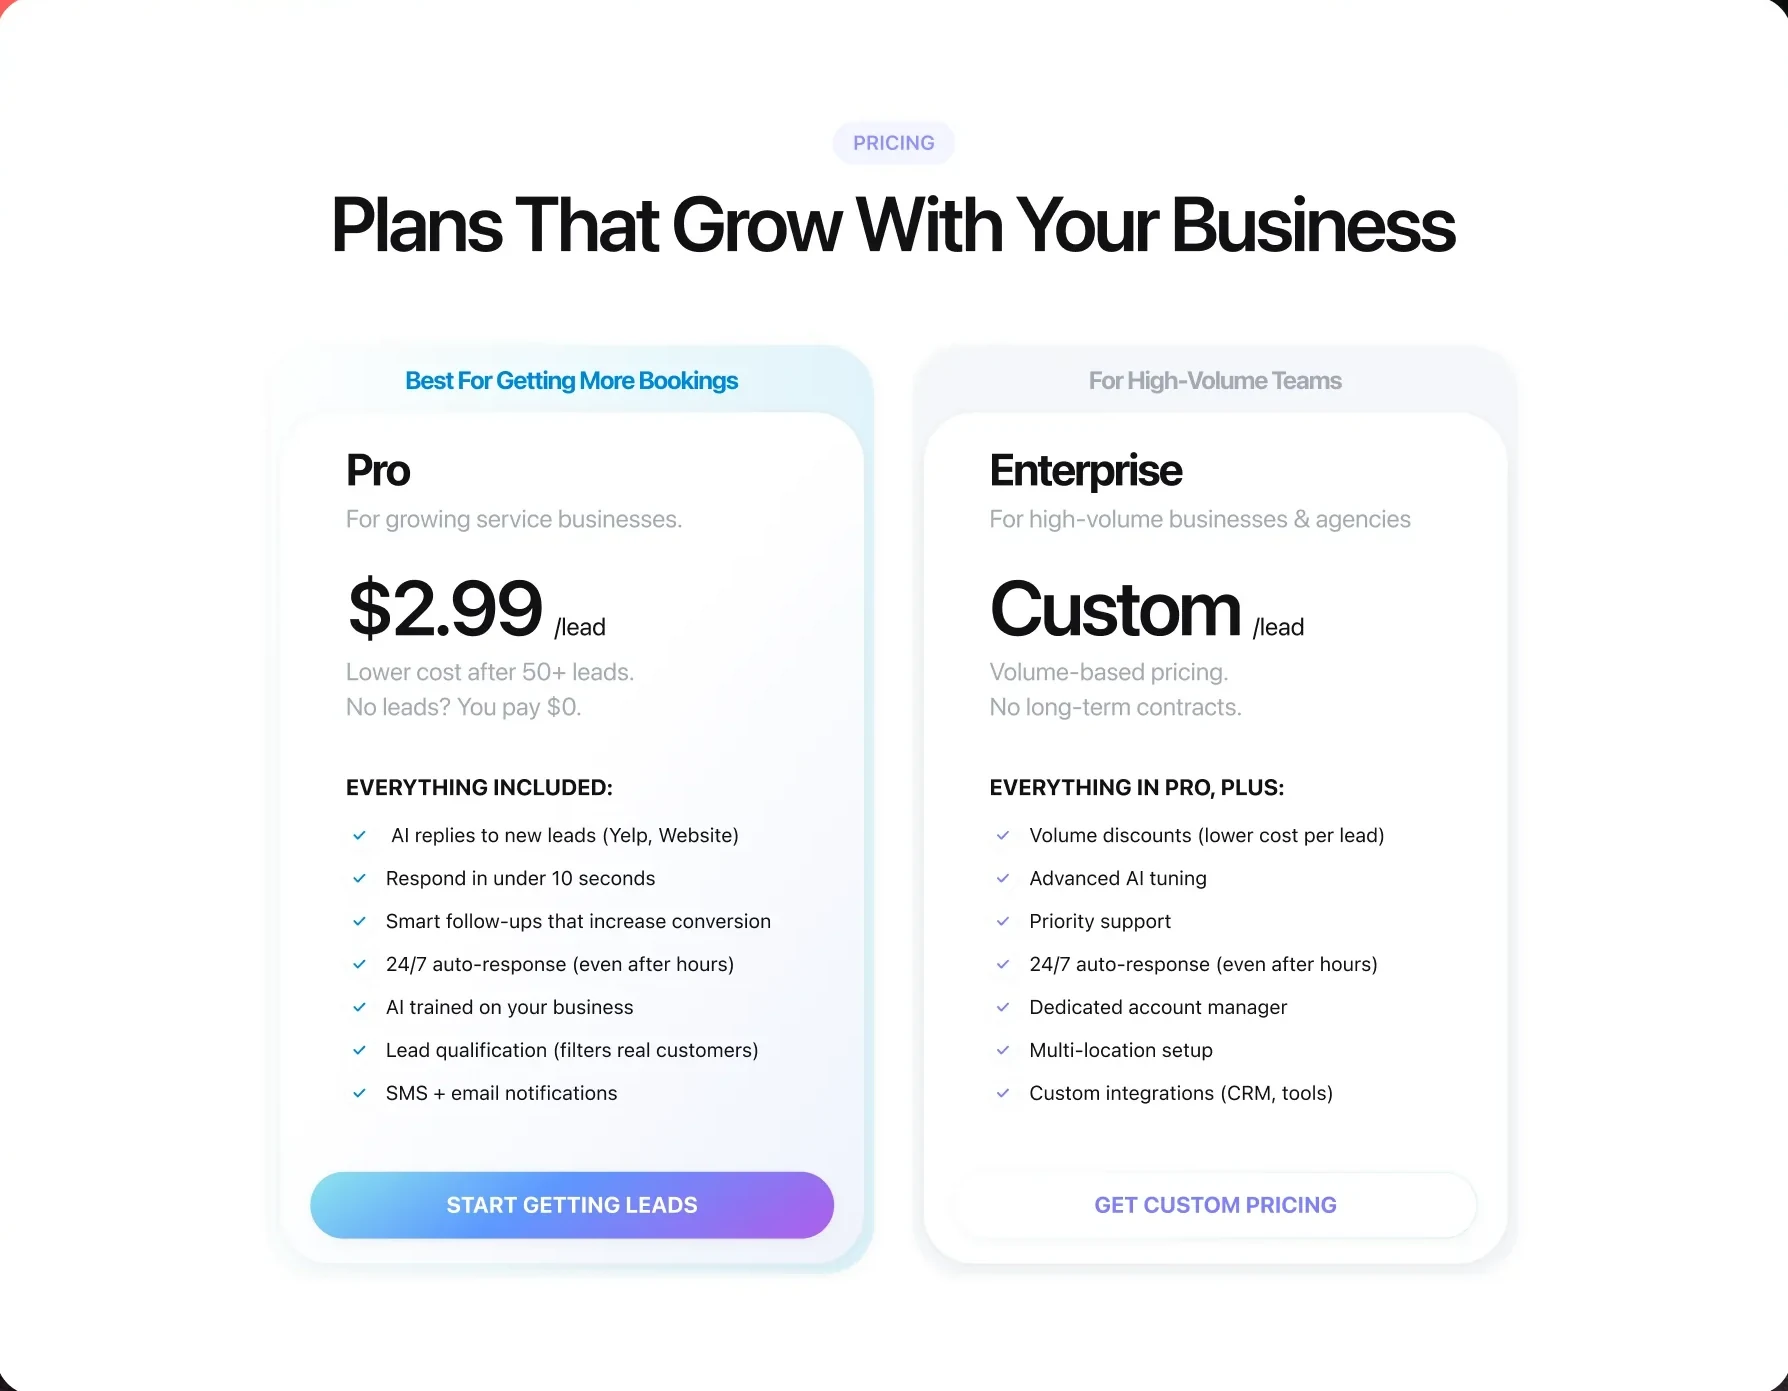 PRICING
Plans That Grow With Your Business
Best For Getting More Bookings
Pro
For growing service businesses.
$2.99 /lead
Lower cost after 50+ leads.
No leads? You pay $0.
EVERYTHING INCLUDED:
AI replies to new leads (Yelp, Website)
Respond in under 10 seconds
Smart follow-ups that increase conversion
24/7 auto-response (even after hours)
AI trained on your business
Lead qualification (filters real customers)
SMS + email notifications
START GETTING LEADS
For High-Volume Teams
Enterprise
For high-volume businesses & agencies
Custom /lead
Volume-based pricing.
No long-term contracts.
EVERYTHING IN PRO, PLUS:
Volume discounts (lower cost per lead)
Advanced AI tuning
Priority support
24/7 auto-response (even after hours)
Dedicated account manager
Multi-location setup
Custom integrations (CRM, tools)
GET CUSTOM PRICING